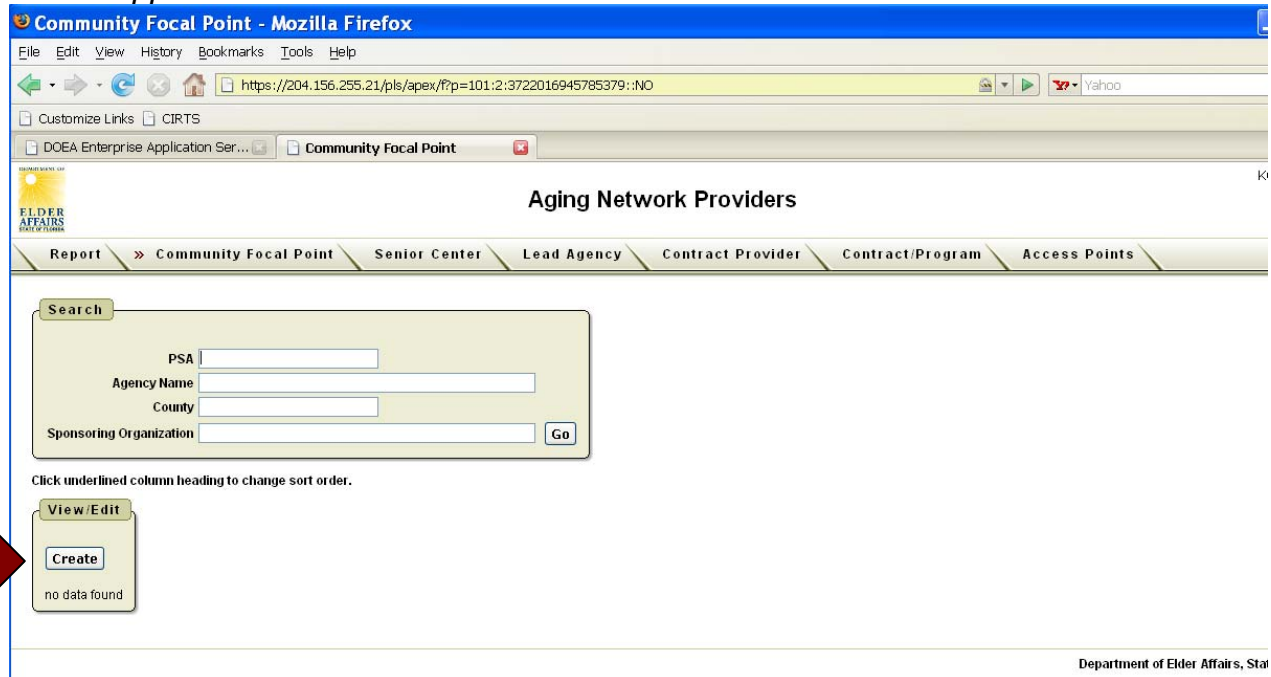 Community Focal Point - Mozilla Firefox
File Edit View History Bookmarks Tools Help
https://204.156.255.21/pls/apex/f?p=101:2:3722016945785379::NO Yahoo
Customize Links CIRTS
DOEA Enterprise Application Ser... Community Focal Point
ELDER
AFFAIRS
STATE OF FLORIDA
Aging Network Providers
Report » Community Focal Point Senior Center Lead Agency Contract Provider Contract/Program Access Points
Search
PSA
Agency Name
County
Sponsoring Organization Go
Click underlined column heading to change sort order.
View/Edit
Create
no data found
Department of Elder Affairs, Stat